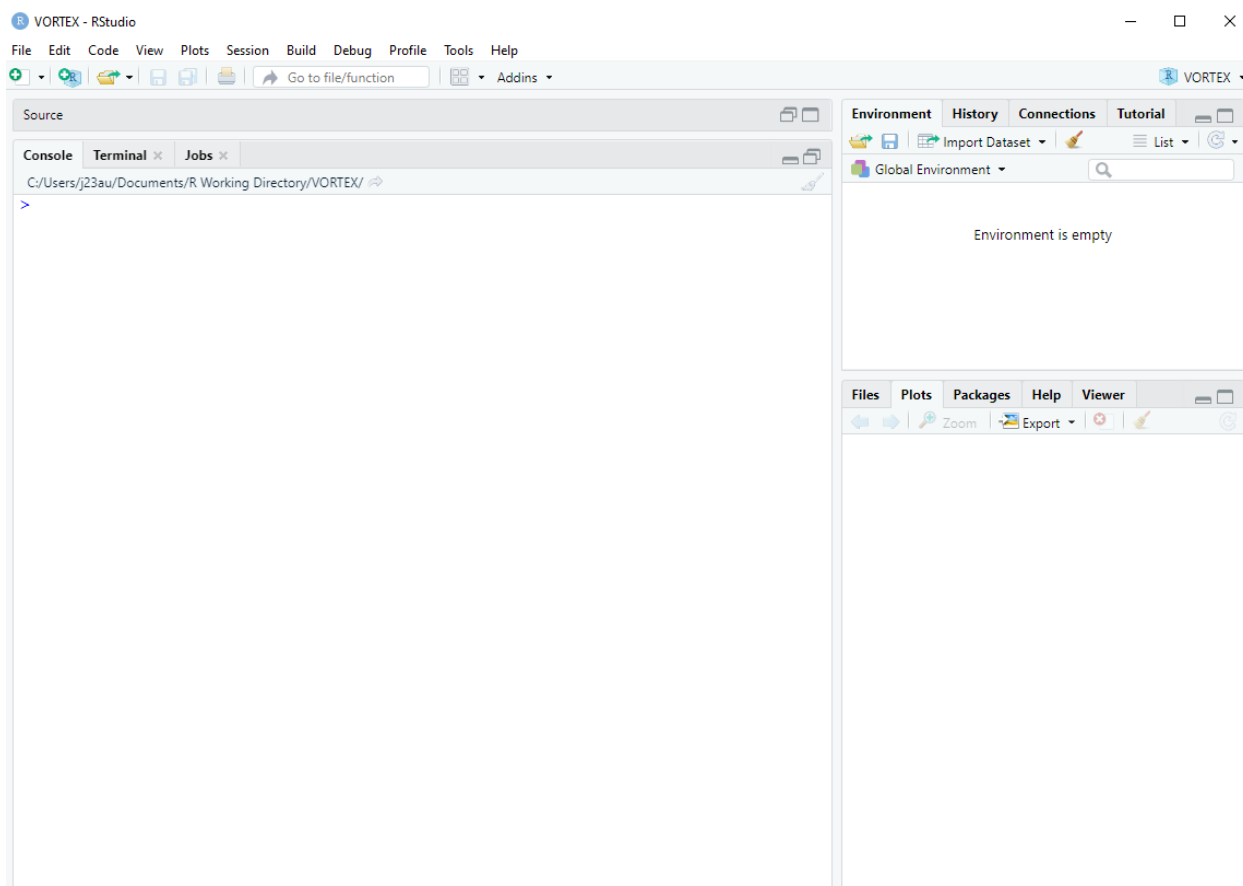 R VORTEX - RStudio
File Edit Code View Plots Session Build Debug Profile Tools Help
R Go to file/function Addins R VORTEX
Source
Console Terminal Jobs
C:/Users/j23au/Documents/R Working Directory/VORTEX/
>
Environment History Connections Tutorial
Import Dataset List
Global Environment
Environment is empty
Files Plots Packages Help Viewer
Zoom Export